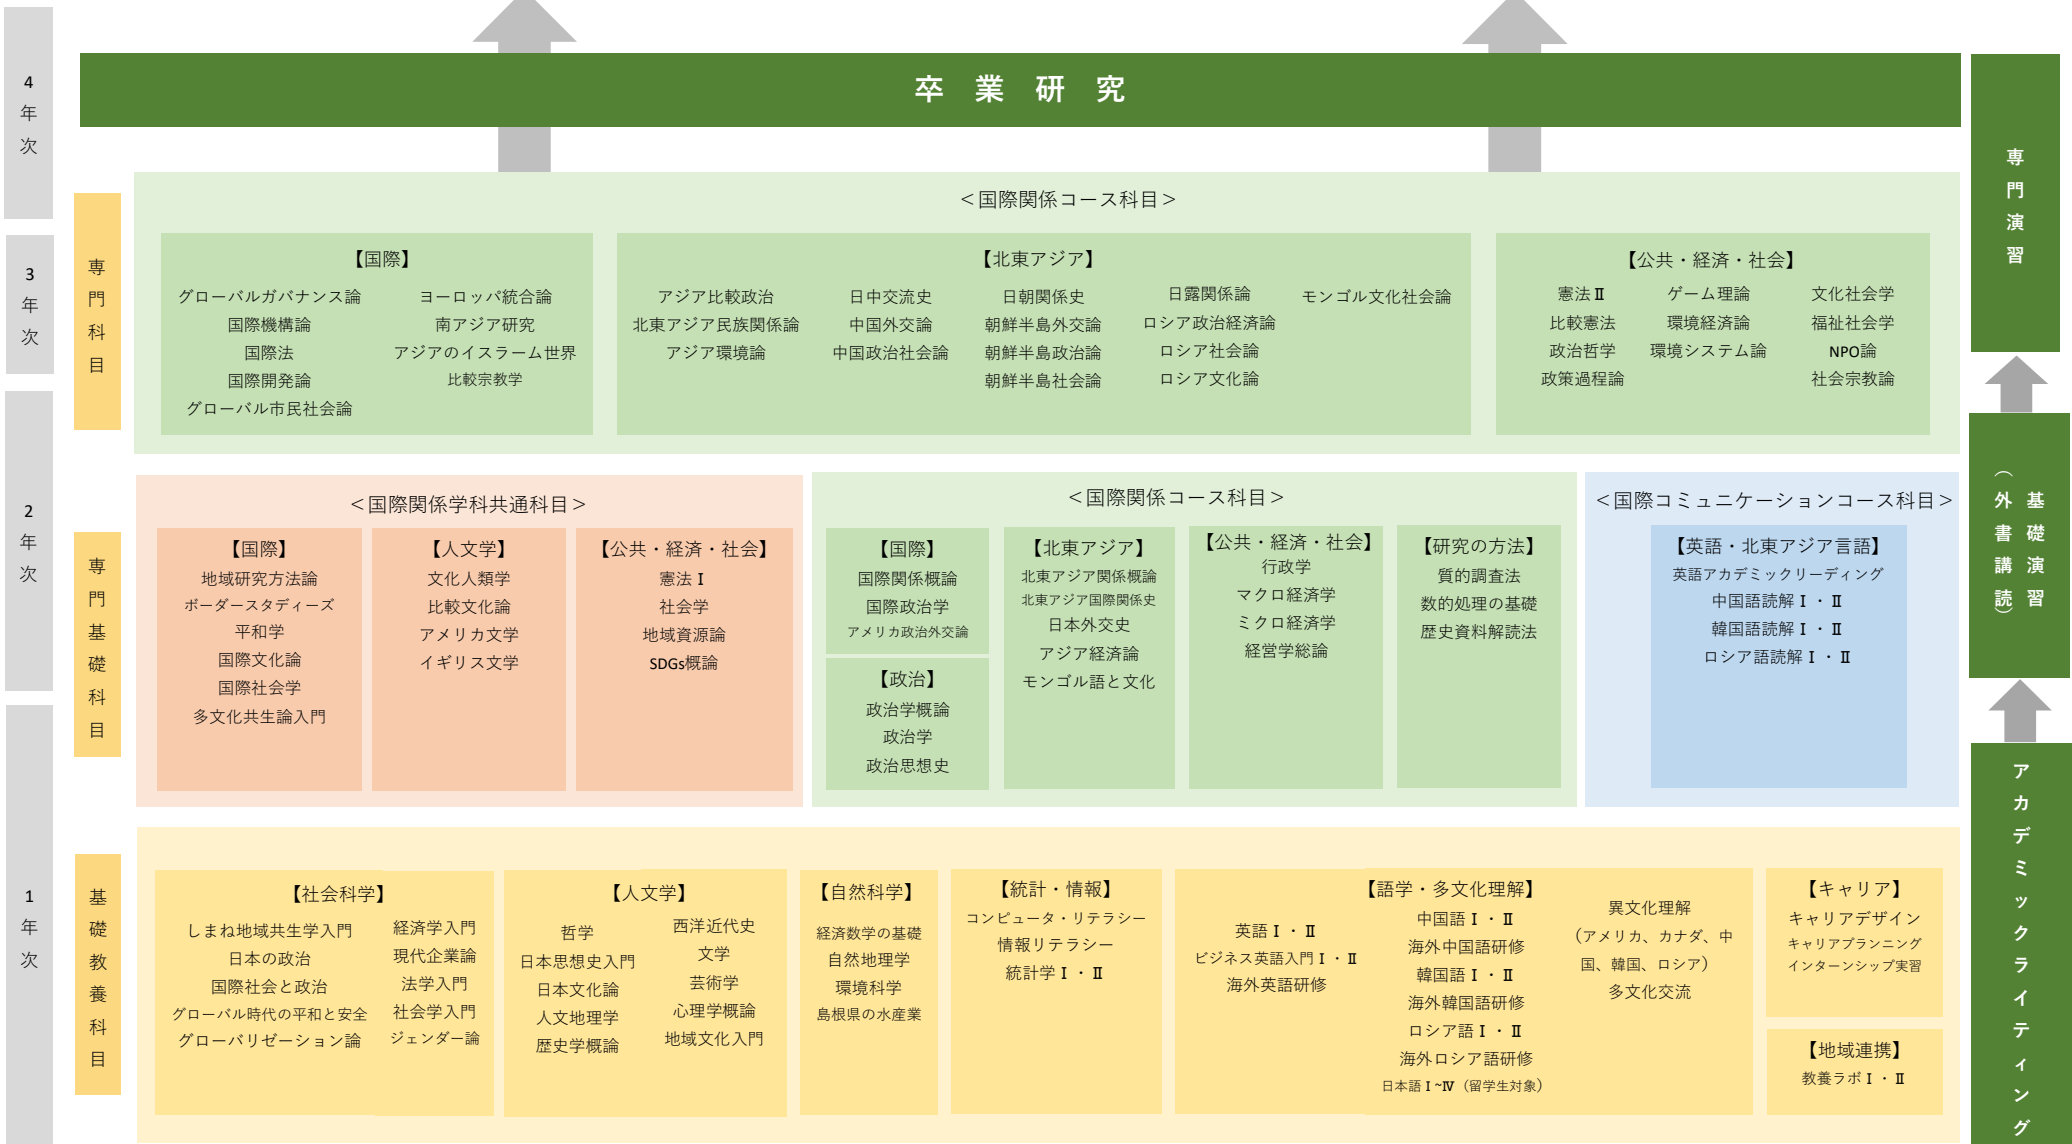 4年次
3年次
2年次
1年次
卒業研究
専門科目
＜国際関係コース科目＞
【国際】
グローバルガバナンス論
国際機構論
国際法
国際開発論
グローバル市民社会論
ヨーロッパ統合論
南アジア研究
アジアのイスラーム世界
比較宗教学
【北東アジア】
アジア比較政治
北東アジア民族関係論
アジア環境論
日中交流史
中国外交論
中国政治社会論
日朝関係史
朝鮮半島外交論
朝鮮半島政治論
朝鮮半島社会論
日露関係論
ロシア政治経済論
ロシア社会論
ロシア文化論
モンゴル文化社会論
【公共・経済・社会】
憲法Ⅱ
比較憲法
政治哲学
政策過程論
ゲーム理論
環境経済論
環境システム論
文化社会学
福祉社会学
NPO論
社会宗教論
専門基礎科目
＜国際関係学科共通科目＞
【国際】
地域研究方法論
ボーダースタディーズ
平和学
国際文化論
国際社会学
多文化共生論入門
【人文学】
文化人類学
比較文化論
アメリカ文学
イギリス文学
【公共・経済・社会】
憲法Ⅰ
社会学
地域資源論
SDGs概論
＜国際関係コース科目＞
【国際】
国際関係概論
国際政治学
アメリカ政治外交論
【政治】
政治学概論
政治学
政治思想史
【北東アジア】
北東アジア関係概論
北東アジア国際関係史
日本外交史
アジア経済論
モンゴル語と文化
【公共・経済・社会】
行政学
マクロ経済学
ミクロ経済学
経営学総論
【研究の方法】
質的調査法
数的処理の基礎
歴史資料解読法
＜国際コミュニケーションコース科目＞
【英語・北東アジア言語】
英語アカデミックリーディング
中国語読解Ⅰ・Ⅱ
韓国語読解Ⅰ・Ⅱ
ロシア語読解Ⅰ・Ⅱ
基礎教養科目
【社会科学】
しまね地域共生学入門
日本の政治
国際社会と政治
グローバル時代の平和と安全
グローバリゼーション論
経済学入門
現代企業論
法学入門
社会学入門
ジェンダー論
【人文学】
哲学
日本思想史入門
日本文化論
人文地理学
歴史学概論
西洋近代史
文学
芸術学
心理学概論
地域文化入門
【自然科学】
経済数学の基礎
自然地理学
環境科学
島根県の水産業
【統計・情報】
コンピュータ・リテラシー
情報リテラシー
統計学Ⅰ・Ⅱ
【語学・多文化理解】
英語Ⅰ・Ⅱ
ビジネス英語入門Ⅰ・Ⅱ
海外英語研修
中国語Ⅰ・Ⅱ
海外中国語研修
韓国語Ⅰ・Ⅱ
海外韓国語研修
ロシア語Ⅰ・Ⅱ
海外ロシア語研修
日本語Ⅰ~Ⅳ（留学生対象）
異文化理解
（アメリカ、カナダ、中
国、韓国、ロシア）
多文化交流
【キャリア】
キャリアデザイン
キャリアプランニング
インターンシップ実習
【地域連携】
教養ラボⅠ・Ⅱ
専門演習
基礎演習
（外書講読）
アカデミックライティング